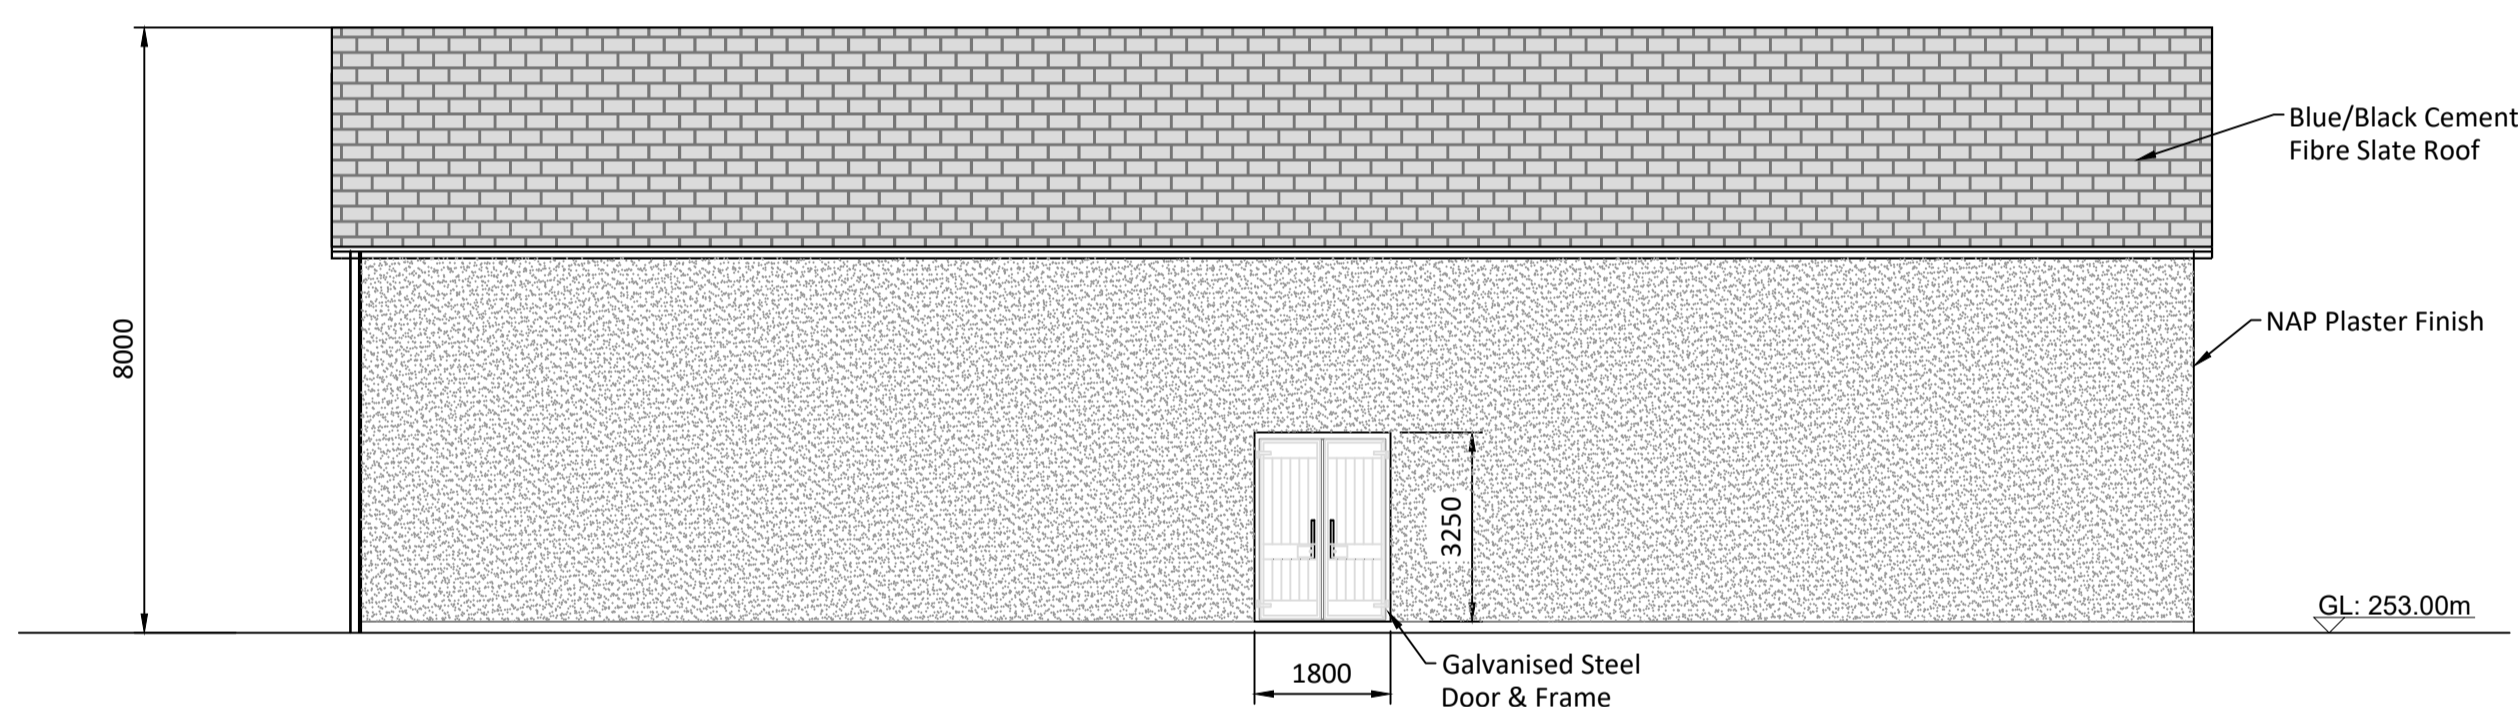 Blue/Black Cement
Fibre Slate Roof
8000
NAP Plaster Finish
3250
GL: 253.00m
1800
Galvanised Steel
Door & Frame